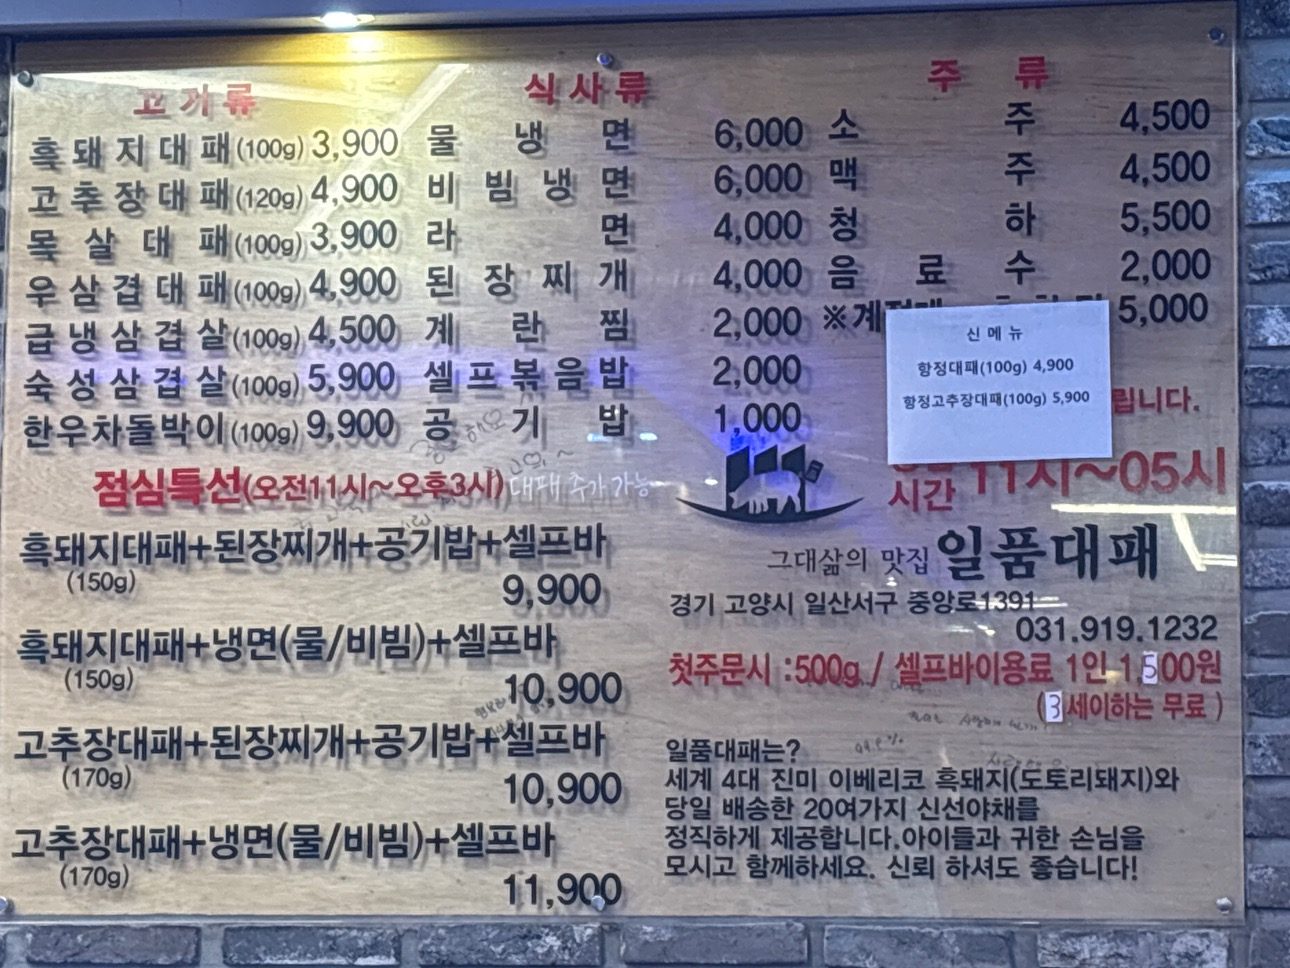 고기류
흑돼지대패(100g) 3,900
고추장대패(120g) 4,900
목살대패(100g) 3,900
우삼겹대패(100g) 4,900
급냉삼겹살(100g) 4,500
숙성삼겹살(100g) 5,900
한우차돌박이(100g) 9,900
식사류
물냉면 6,000
비빔냉면 6,000
라면 4,000
된장찌개 4,000
계란찜 2,000
셀프볶음밥 2,000
공기밥 1,000
주류
소주 4,500
맥주 4,500
청하 5,500
음료수 2,000
※계 5,000
신메뉴
항정대패(100g) 4,900
항정고추장대패(100g) 5,900
립니다.
시간 11시~05시
점심특선(오전11시~오후3시) 대패 추가 가능
흑돼지대패+된장찌개+공기밥+셀프바
(150g)
9,900
흑돼지대패+냉면(물/비빔)+셀프바
(150g)
10,900
고추장대패+된장찌개+공기밥+셀프바
(170g)
10,900
고추장대패+냉면(물/비빔)+셀프바
(170g)
11,900
그대삶의 맛집 일품대패
경기 고양시 일산서구 중앙로1391
031.919.1232
첫주문시 :500g / 셀프바이용료 1인 1,500원
(3세이하는 무료)
일품대패는?
세계 4대 진미 이베리코 흑돼지(도토리돼지)와
당일 배송한 20여가지 신선야채를
정직하게 제공합니다.아이들과 귀한 손님을
모시고 함께하세요. 신뢰 하셔도 좋습니다!